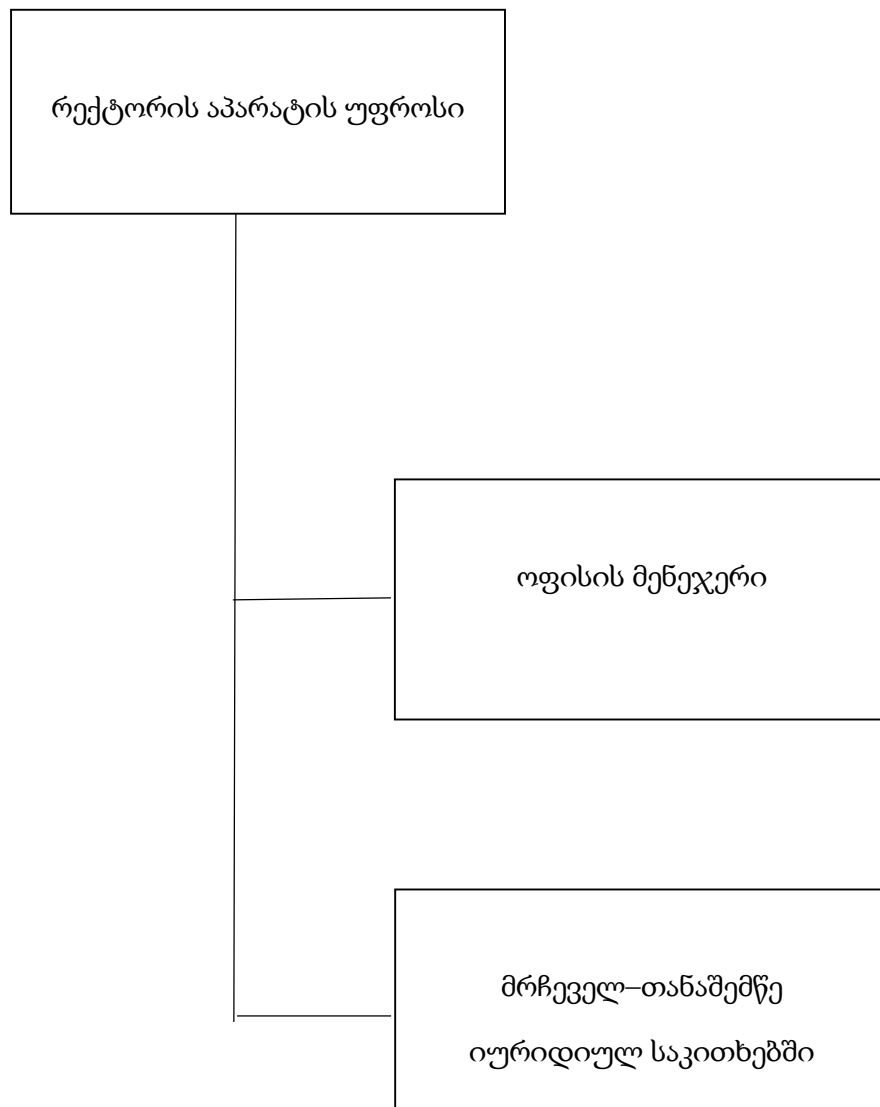 რექტორის აპარატის უფროსი
ოფისის მენეჯერი
მრჩეველ–თანაშემწე
იურიდიულ საკითხებში